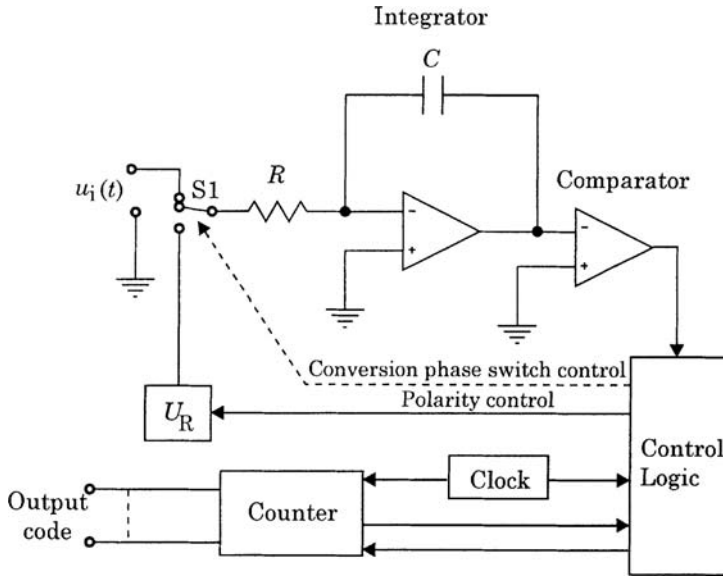 Integrator
C
u_i(t)
S1
R
Comparator
-
+
-
+
Conversion phase switch control
U_R
Polarity control
Control
Logic
Clock
Output
code
Counter